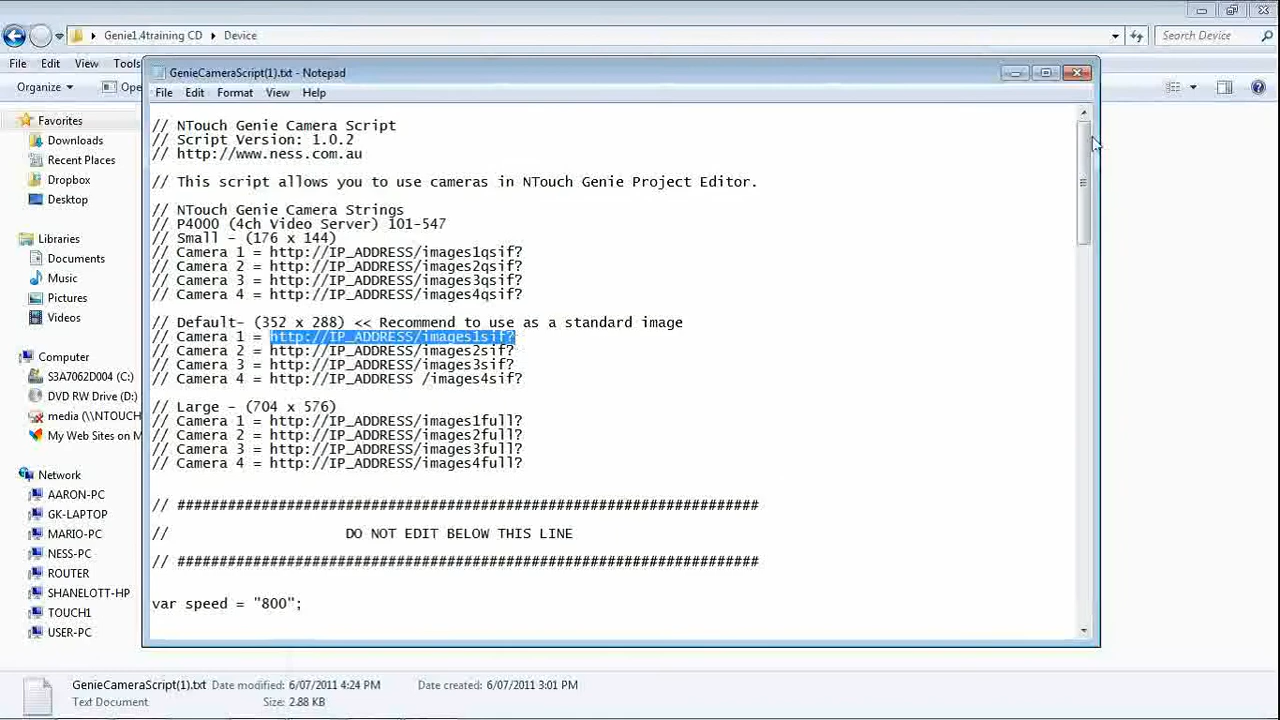 Genie1.4training CD
Device
Search Device
File Edit View Tools
Organize
Ope
Favorites
Downloads
Recent Places
Dropbox
Desktop
Libraries
Documents
Music
Pictures
Videos
Computer
S3A7062D004 (C:)
DVD RW Drive (D:)
media (\\NTOUCH
My Web Sites on M
Network
AARON-PC
GK-LAPTOP
MARIO-PC
NESS-PC
ROUTER
SHANELOTT-HP
TOUCH1
USER-PC
GenieCameraScript(1).txt - Notepad
File Edit Format View Help
// NTouch Genie Camera Script
// Script Version: 1.0.2
// http://www.ness.com.au
// This script allows you to use cameras in NTouch Genie Project Editor.
// NTouch Genie Camera Strings
// P4000 (4ch Video Server) 101-547
// Small - (176 x 144)
// Camera 1 = http://IP_ADDRESS/images1qsif?
// Camera 2 = http://IP_ADDRESS/images2qsif?
// Camera 3 = http://IP_ADDRESS/images3qsif?
// Camera 4 = http://IP_ADDRESS/images4qsif?
// Default- (352 x 288) << Recommend to use as a standard image
// Camera 1 = http://IP_ADDRESS/images1sif?
// Camera 2 = http://IP_ADDRESS/images2sif?
// Camera 3 = http://IP_ADDRESS/images3sif?
// Camera 4 = http://IP_ADDRESS /images4sif?
// Large - (704 x 576)
// Camera 1 = http://IP_ADDRESS/images1full?
// Camera 2 = http://IP_ADDRESS/images2full?
// Camera 3 = http://IP_ADDRESS/images3full?
// Camera 4 = http://IP_ADDRESS/images4full?
// #####################################################################
// DO NOT EDIT BELOW THIS LINE
// #####################################################################
var speed = "800";
GenieCameraScript(1).txt Date modified: 6/07/2011 4:24 PM Date created: 6/07/2011 3:01 PM
Text Document Size: 2.88 KB